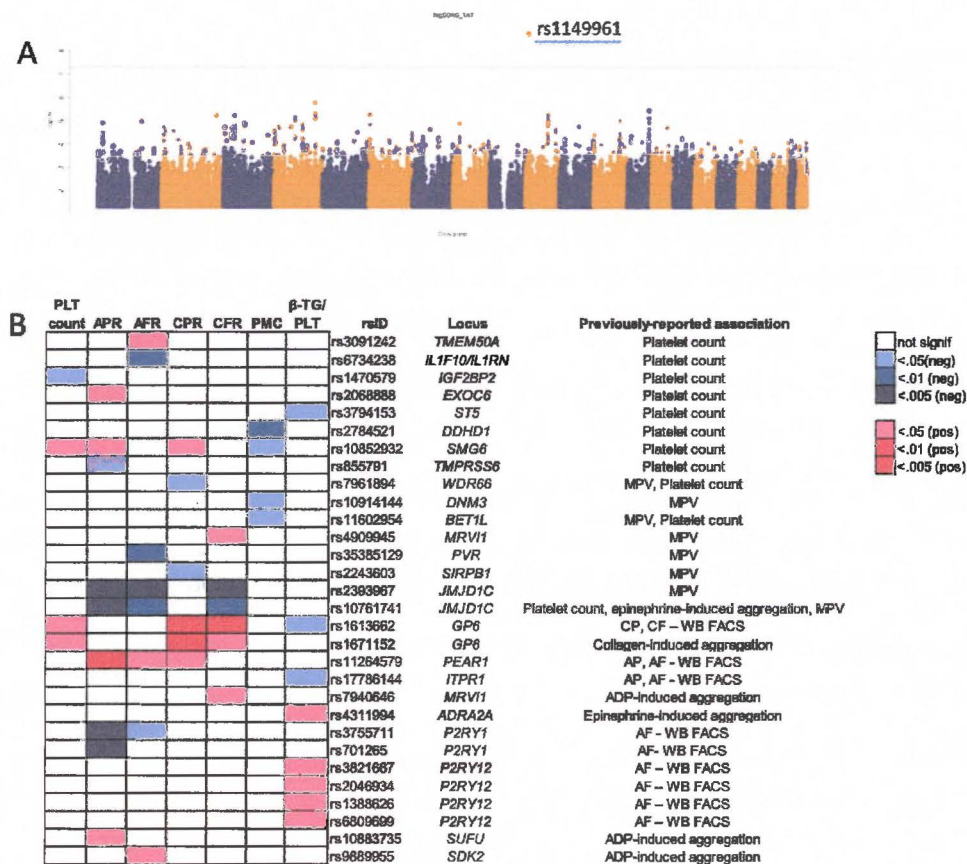 rs1149961
A
B
PLT count APR AFR CPR CFR PMC β-TG/PLT rsID Locus Previously-reported association
rs3091242 TMEM50A Platelet count
rs6734238 IL1F10/IL1RN Platelet count
rs1470579 IGF2BP2 Platelet count
rs2068888 EXOC6 Platelet count
rs3794153 ST5 Platelet count
rs2784521 DDHD1 Platelet count
rs10852932 SMG6 Platelet count
rs855791 TMPRSS6 Platelet count
rs7961894 WDR66 MPV, Platelet count
rs10914144 DNM3 MPV
rs11602954 BET1L MPV, Platelet count
rs4909945 MRVI1 MPV
rs35385129 PVR MPV
rs2243603 SIRPB1 MPV
rs2393967 JMJD1C MPV
rs10761741 JMJD1C Platelet count, epinephrine-induced aggregation, MPV
rs1613662 GP6 CP, CF – WB FACS
rs1671152 GP6 Collagen-induced aggregation
rs11264579 PEAR1 AP, AF - WB FACS
rs17786144 ITPR1 AP, AF - WB FACS
rs7940646 MRVI1 ADP-induced aggregation
rs4311994 ADRA2A Epinephrine-induced aggregation
rs3755711 P2RY1 AF - WB FACS
rs701265 P2RY1 AF- WB FACS
rs3821667 P2RY12 AF – WB FACS
rs2046934 P2RY12 AF – WB FACS
rs1388626 P2RY12 AF – WB FACS
rs6809699 P2RY12 AF – WB FACS
rs10883735 SUFU ADP-induced aggregation
rs9889955 SDK2 ADP-induced aggregation
not signif
<.05(neg)
<.01 (neg)
<.005 (neg)
<.05 (pos)
<.01 (pos)
<.005 (pos)